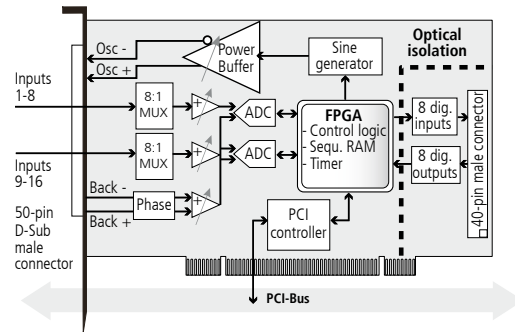 Osc -
Osc +
Power
Buffer
Sine
generator
Optical
isolation
Inputs
1-8
8:1
MUX
+
ADC
FPGA
- Control logic
- Sequ. RAM
- Timer
8 dig.
inputs
40-pin male connector
8:1
MUX
+
ADC
8 dig.
outputs
Inputs
9-16
Back -
Back +
Phase
+
PCI
controller
50-pin
D-Sub
male
connector
PCI-Bus